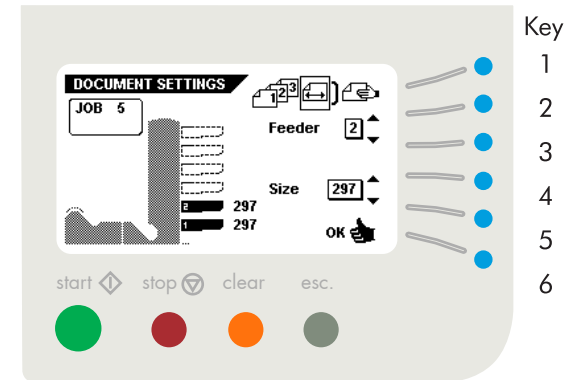 Key
1
DOCUMENT SETTINGS
1 2 3
JOB 5
2
Feeder 2
3
4
Size 297
2 297
1 297
5
OK
6
start stop clear esc.